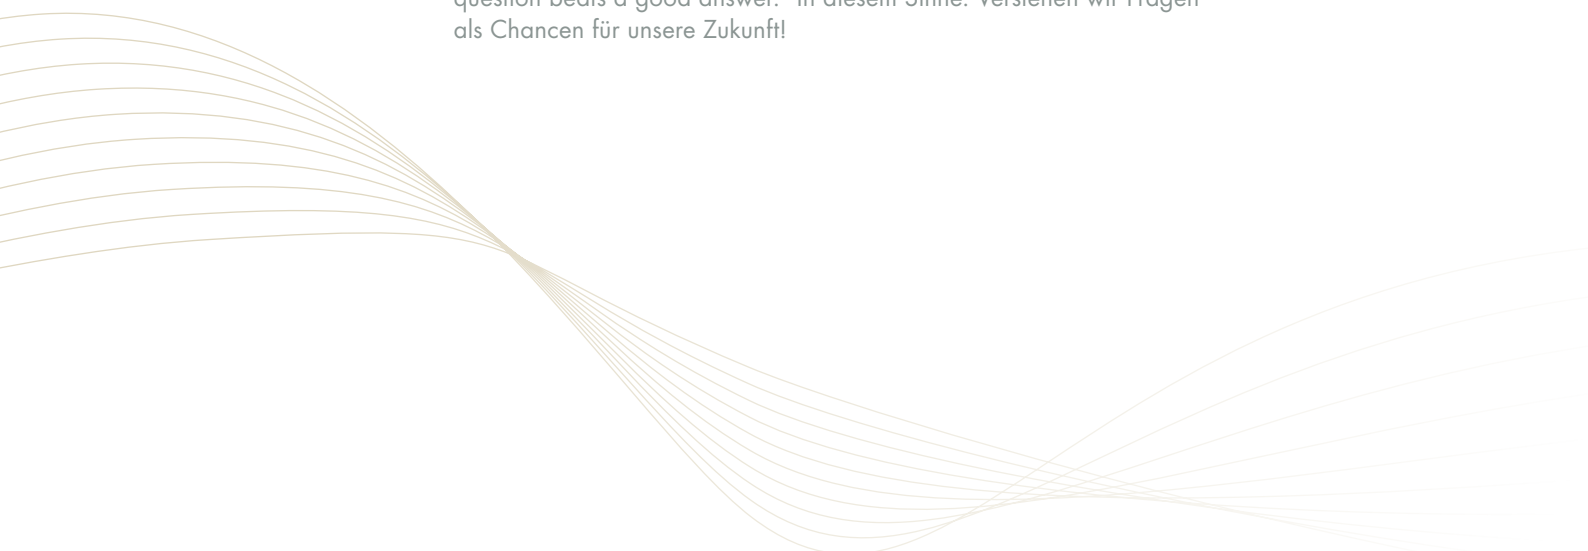 question beats a good answer.“ In diesem Sinne: Verstehen wir Fragen
als Chancen für unsere Zukunft!